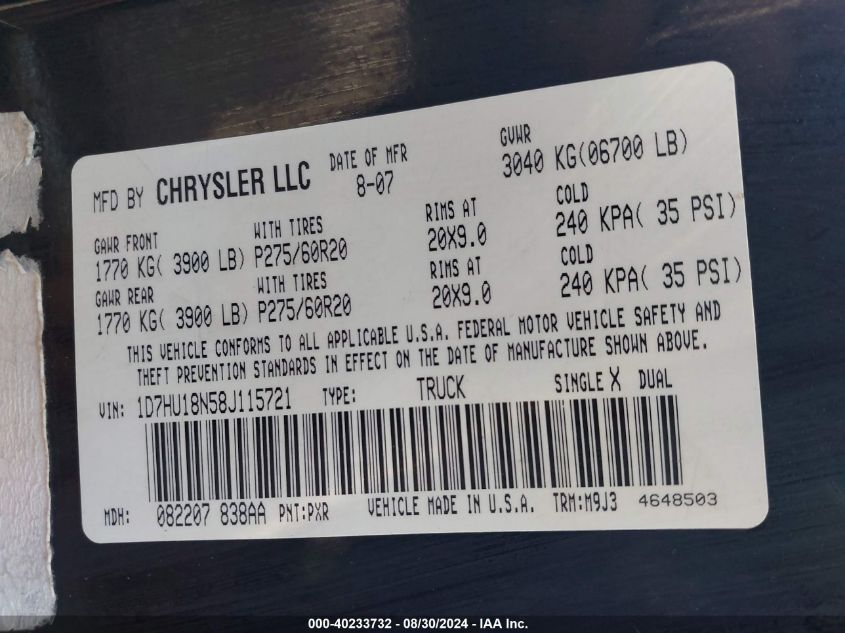 MFD BY CHRYSLER LLC DATE OF MFR 8-07 GVWR 3040 KG(06700 LB)
GAWR FRONT WITH TIRES RIMS AT COLD
1770 KG( 3900 LB) P275/60R20 20X9.0 240 KPA( 35 PSI)
GAWR REAR WITH TIRES RIMS AT COLD
1770 KG( 3900 LB) P275/60R20 20X9.0 240 KPA( 35 PSI)
THIS VEHICLE CONFORMS TO ALL APPLICABLE U.S.A. FEDERAL MOTOR VEHICLE SAFETY AND
THEFT PREVENTION STANDARDS IN EFFECT ON THE DATE OF MANUFACTURE SHOWN ABOVE.
VIN: 1D7HU18N58J115721 TYPE: TRUCK SINGLE X DUAL
MDH: 082207 838AA PNT:PXR VEHICLE MADE IN U.S.A. TRM:M9J3 4648503
000-40233732 - 08/30/2024 - IAA Inc.